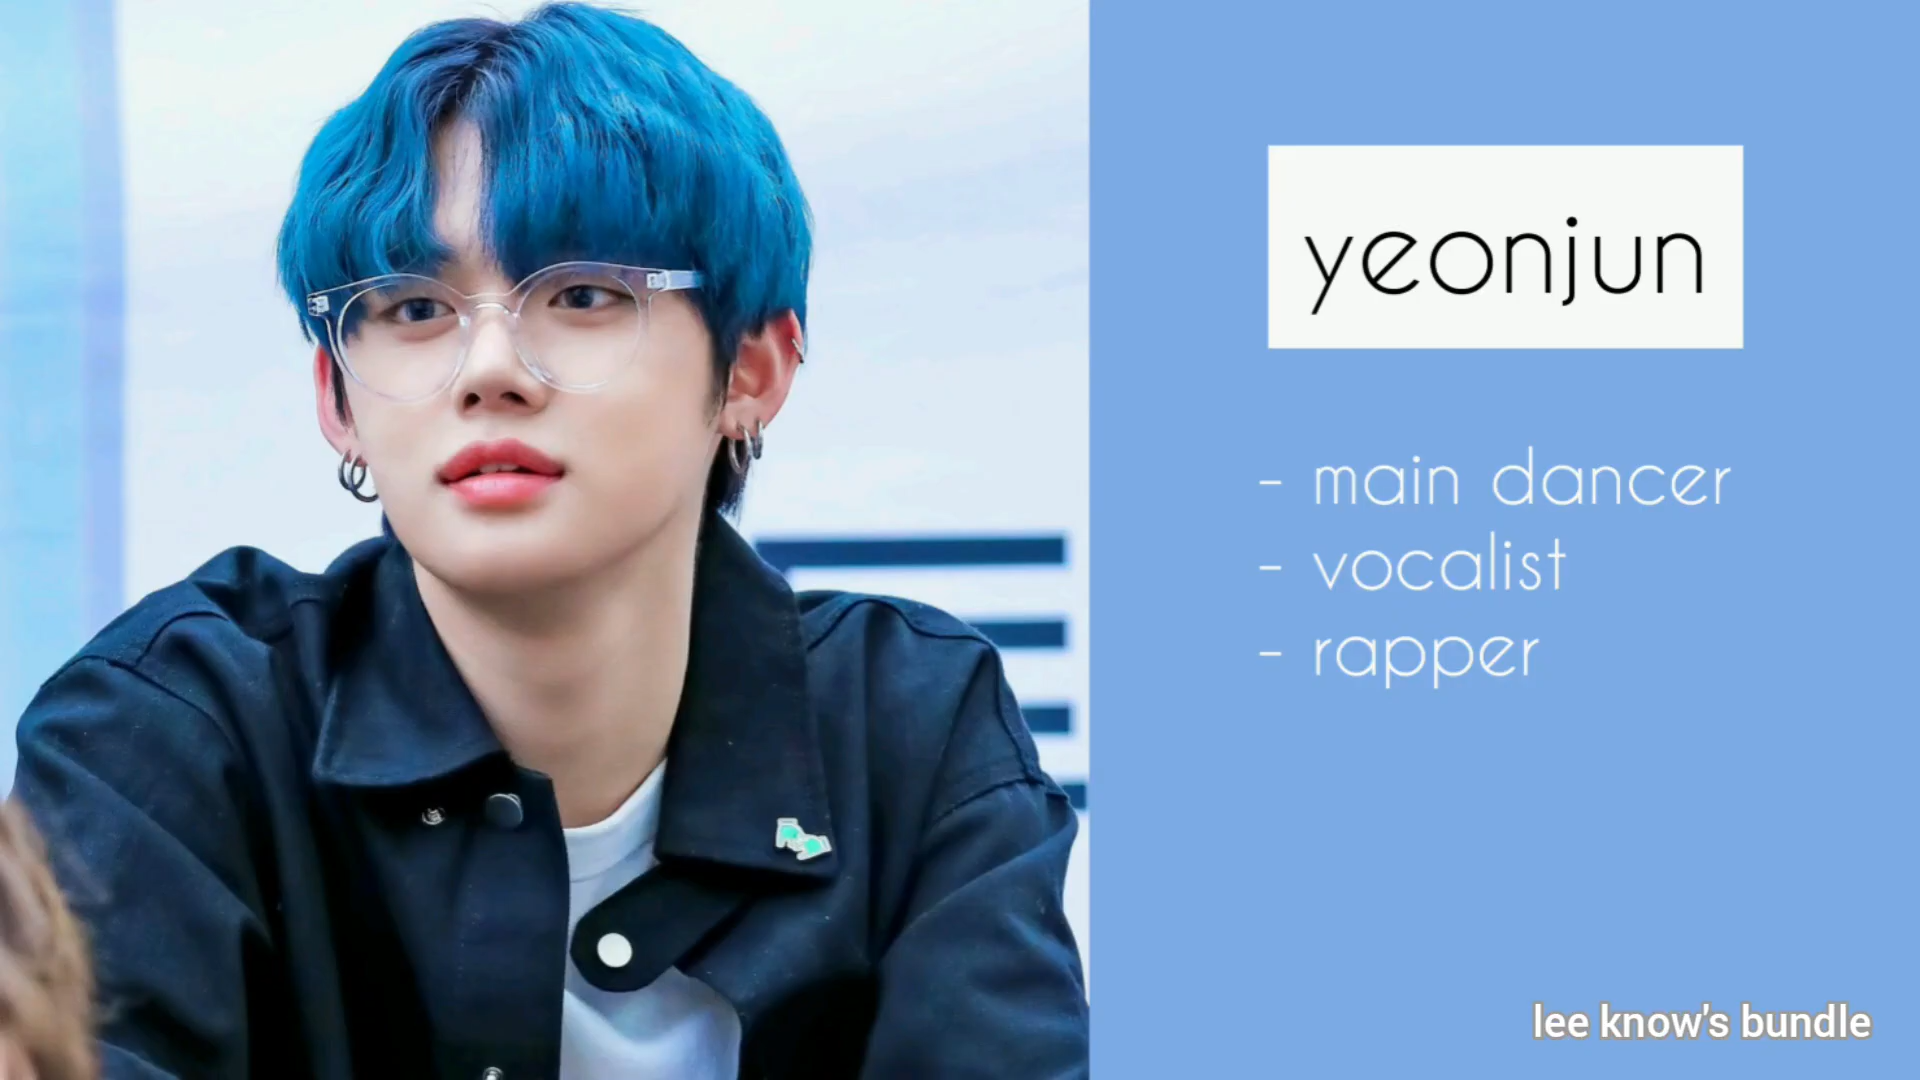 yeonjun
- main dancer
- vocalist
- rapper
lee know's bundle